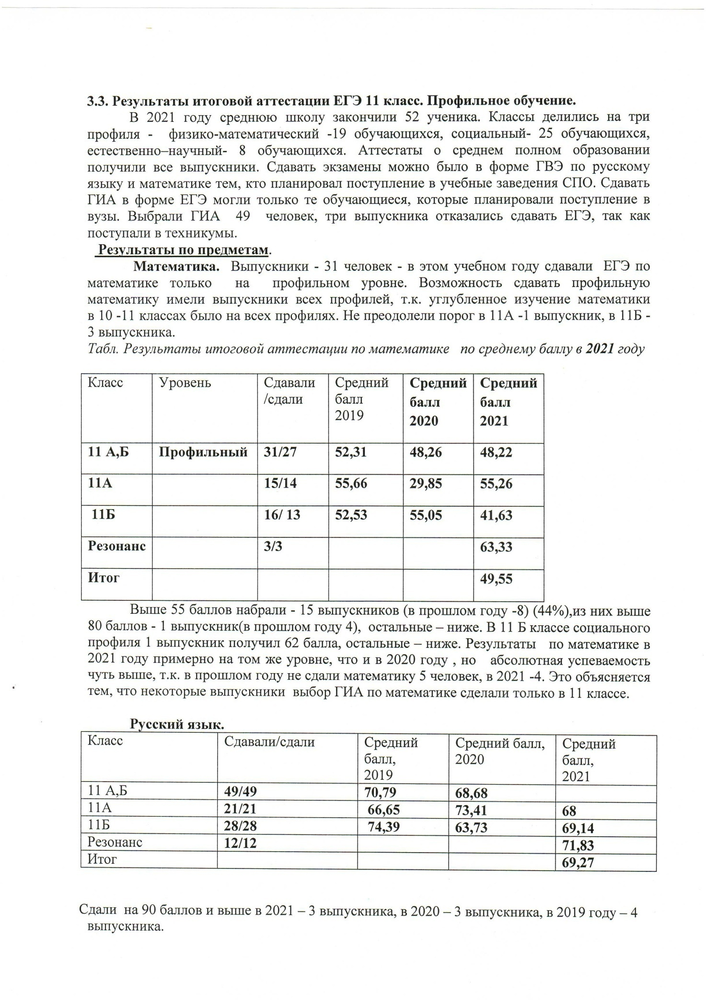 3.3. Результаты итоговой аттестации ЕГЭ 11 класс. Профильное обучение.
В 2021 году среднюю школу закончили 52 ученика. Классы делились на три
профиля - физико-математический -19 обучающихся, социальный- 25 обучающихся,
естественно–научный- 8 обучающихся. Аттестаты о среднем полном образовании
получили все выпускники. Сдавать экзамены можно было в форме ГВЭ по русскому
языку и математике тем, кто планировал поступление в учебные заведения СПО. Сдавать
ГИА в форме ЕГЭ могли только те обучающиеся, которые планировали поступление в
вузы. Выбрали ГИА 49 человек, три выпускника отказались сдавать ЕГЭ, так как
поступали в техникумы.
Результаты по предметам.
Математика. Выпускники - 31 человек - в этом учебном году сдавали ЕГЭ по
математике только на профильном уровне. Возможность сдавать профильную
математику имели выпускники всех профилей, т.к. углубленное изучение математики
в 10 -11 классах было на всех профилях. Не преодолели порог в 11А -1 выпускник, в 11Б -
3 выпускника.
Табл. Результаты итоговой аттестации по математике по среднему баллу в 2021 году
Класс Уровень Сдавали /сдали Средний балл 2019 Средний балл 2020 Средний балл 2021
11 А,Б Профильный 31/27 52,31 48,26 48,22
11А 15/14 55,66 29,85 55,26
11Б 16/ 13 52,53 55,05 41,63
Резонанс 3/3 63,33
Итог 49,55
Выше 55 баллов набрали - 15 выпускников (в прошлом году -8) (44%),из них выше
80 баллов - 1 выпускник(в прошлом году 4), остальные – ниже. В 11 Б классе социального
профиля 1 выпускник получил 62 балла, остальные – ниже. Результаты по математике в
2021 году примерно на том же уровне, что и в 2020 году , но абсолютная успеваемость
чуть выше, т.к. в прошлом году не сдали математику 5 человек, в 2021 -4. Это объясняется
тем, что некоторые выпускники выбор ГИА по математике сделали только в 11 классе.
Русский язык.
Класс Сдавали/сдали Средний балл, 2019 Средний балл, 2020 Средний балл, 2021
11 А,Б 49/49 70,79 68,68
11А 21/21 66,65 73,41 68
11Б 28/28 74,39 63,73 69,14
Резонанс 12/12 71,83
Итог 69,27
Сдали на 90 баллов и выше в 2021 – 3 выпускника, в 2020 – 3 выпускника, в 2019 году – 4
выпускника.